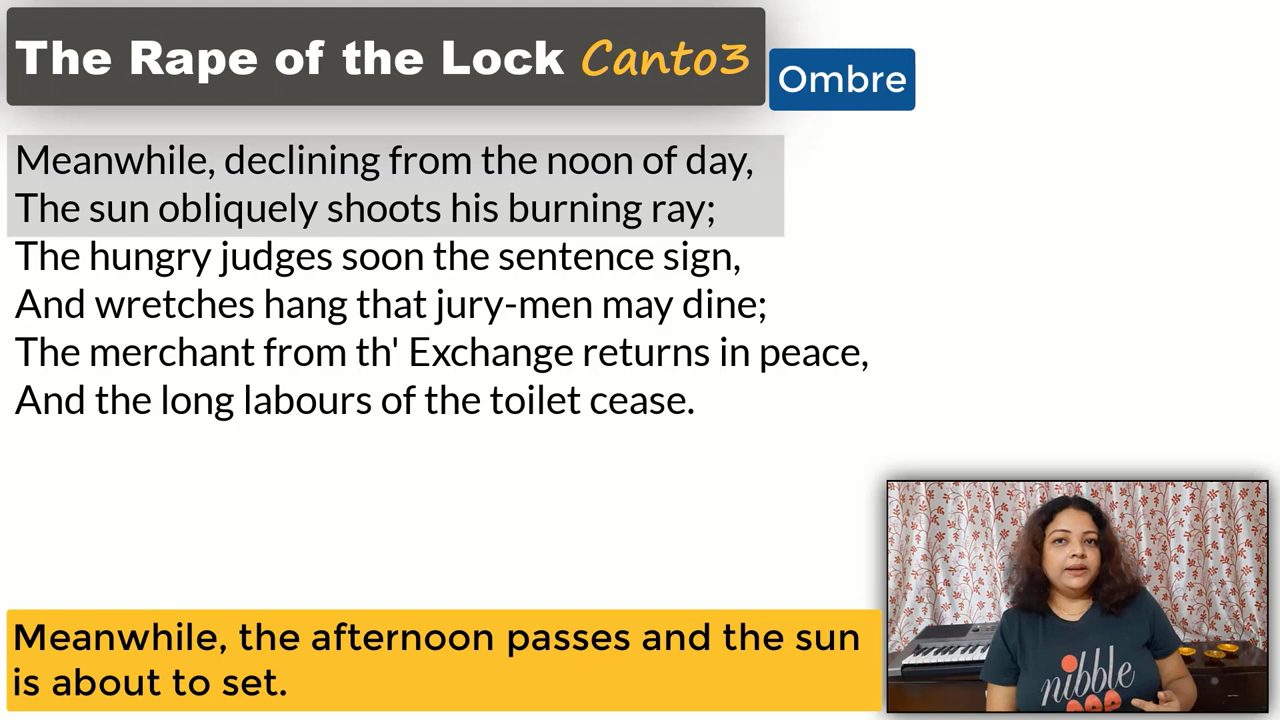 The Rape of the Lock Canto3
Ombre
Meanwhile, declining from the noon of day,
The sun obliquely shoots his burning ray;
The hungry judges soon the sentence sign,
And wretches hang that jury-men may dine;
The merchant from th' Exchange returns in peace,
And the long labours of the toilet cease.
Meanwhile, the afternoon passes and the sun
is about to set.
nibble